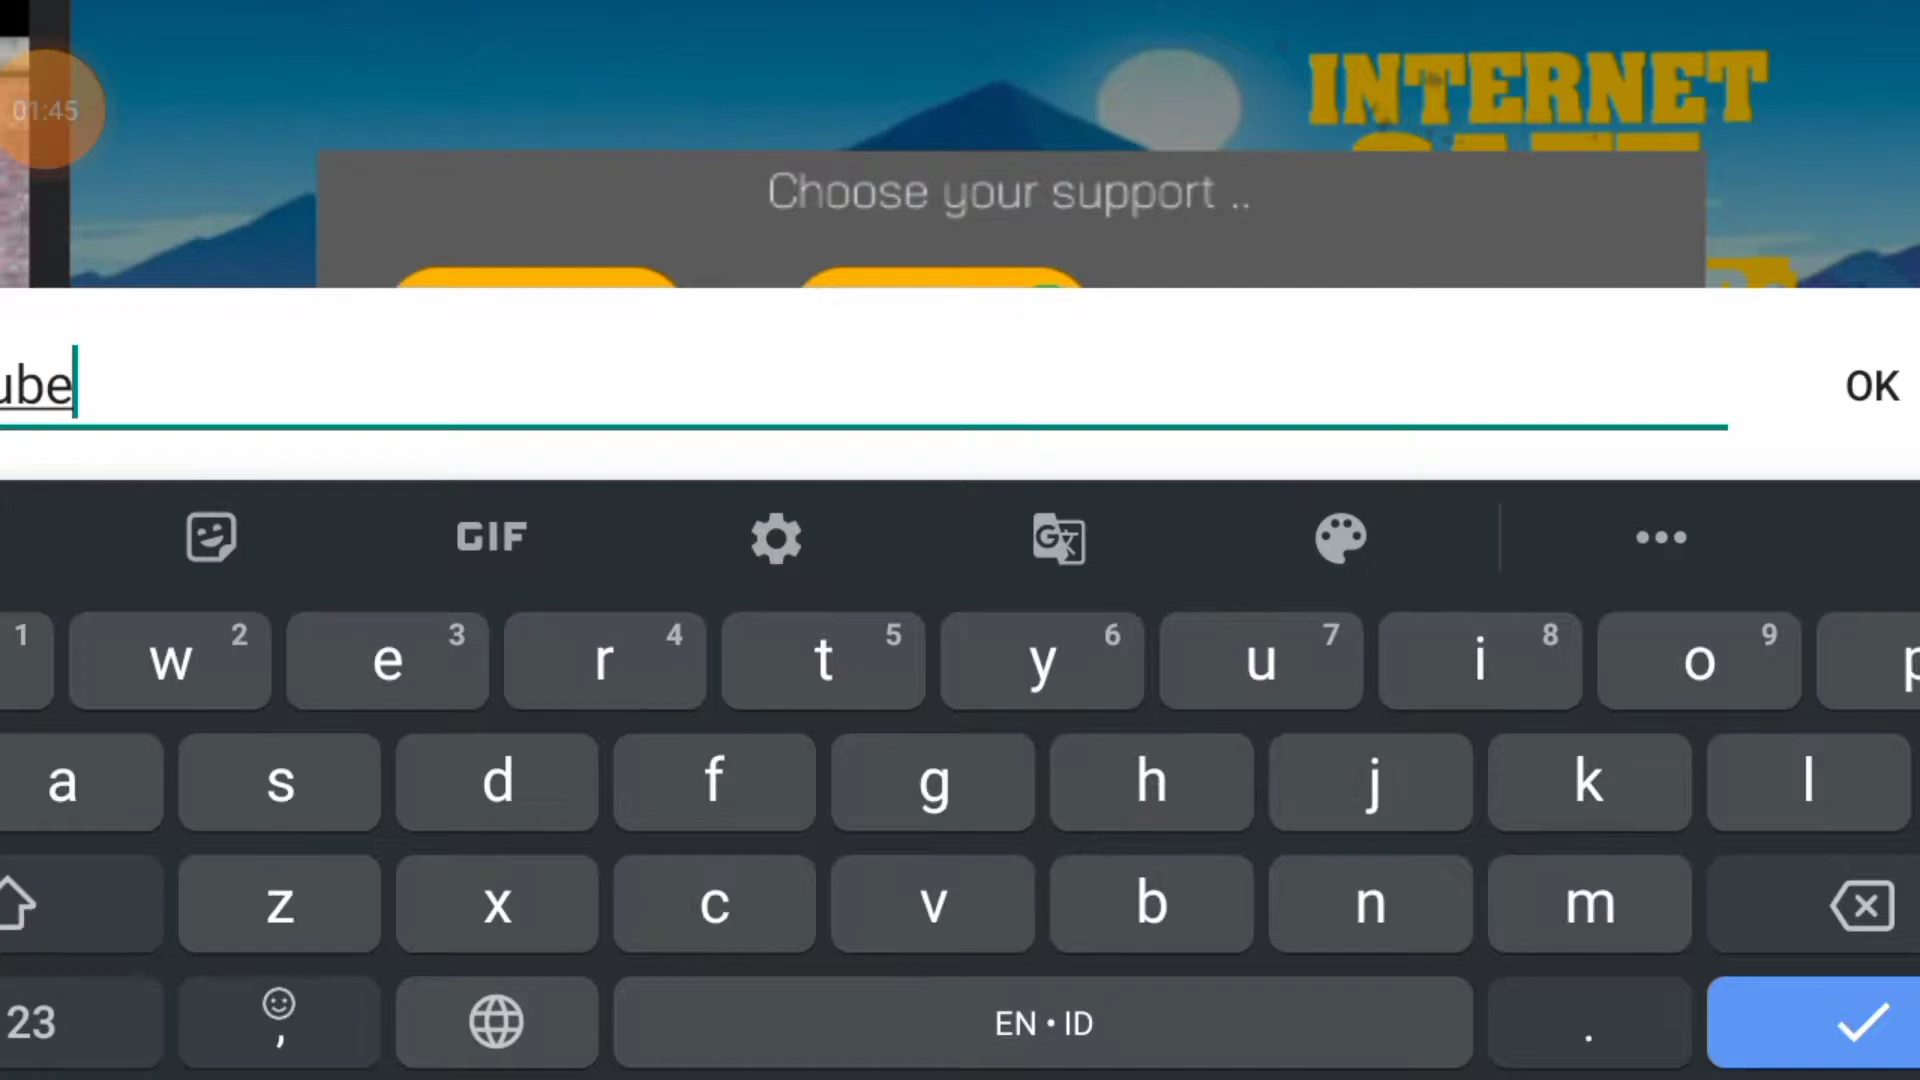 INTERNET
01:45
Choose your support ..
ube
OK
GIF
1 w 2 e 3 r 4 t 5 y 6 u 7 i 8 o 9 p
a s d f g h j k l
z x c v b n m
23 , EN • ID .